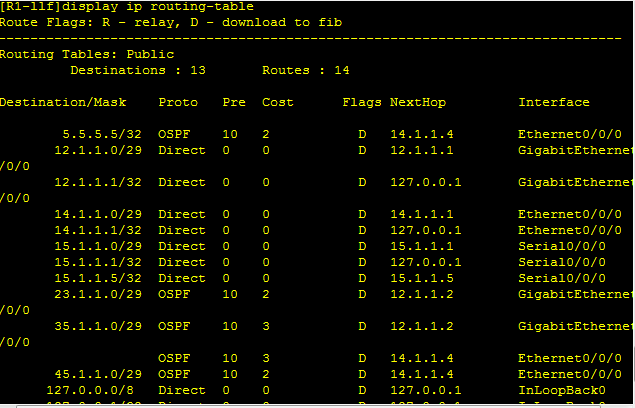 [R1-llf]display ip routing-table
Route Flags: R - relay, D - download to fib
------------------------------------------------------------------------------
Routing Tables: Public
Destinations : 13 Routes : 14
Destination/Mask Proto Pre Cost Flags NextHop Interface
5.5.5.5/32 OSPF 10 2 D 14.1.1.4 Ethernet0/0/0
12.1.1.0/29 Direct 0 0 D 12.1.1.1 GigabitEthernet
/0/0
12.1.1.1/32 Direct 0 0 D 127.0.0.1 GigabitEthernet
/0/0
14.1.1.0/29 Direct 0 0 D 14.1.1.1 Ethernet0/0/0
14.1.1.1/32 Direct 0 0 D 127.0.0.1 Ethernet0/0/0
15.1.1.0/29 Direct 0 0 D 15.1.1.1 Serial0/0/0
15.1.1.1/32 Direct 0 0 D 127.0.0.1 Serial0/0/0
15.1.1.5/32 Direct 0 0 D 15.1.1.5 Serial0/0/0
23.1.1.0/29 OSPF 10 2 D 12.1.1.2 GigabitEthernet
/0/0
35.1.1.0/29 OSPF 10 3 D 12.1.1.2 GigabitEthernet
/0/0
OSPF 10 3 D 14.1.1.4 Ethernet0/0/0
45.1.1.0/29 OSPF 10 2 D 14.1.1.4 Ethernet0/0/0
127.0.0.0/8 Direct 0 0 D 127.0.0.1 InLoopBack0